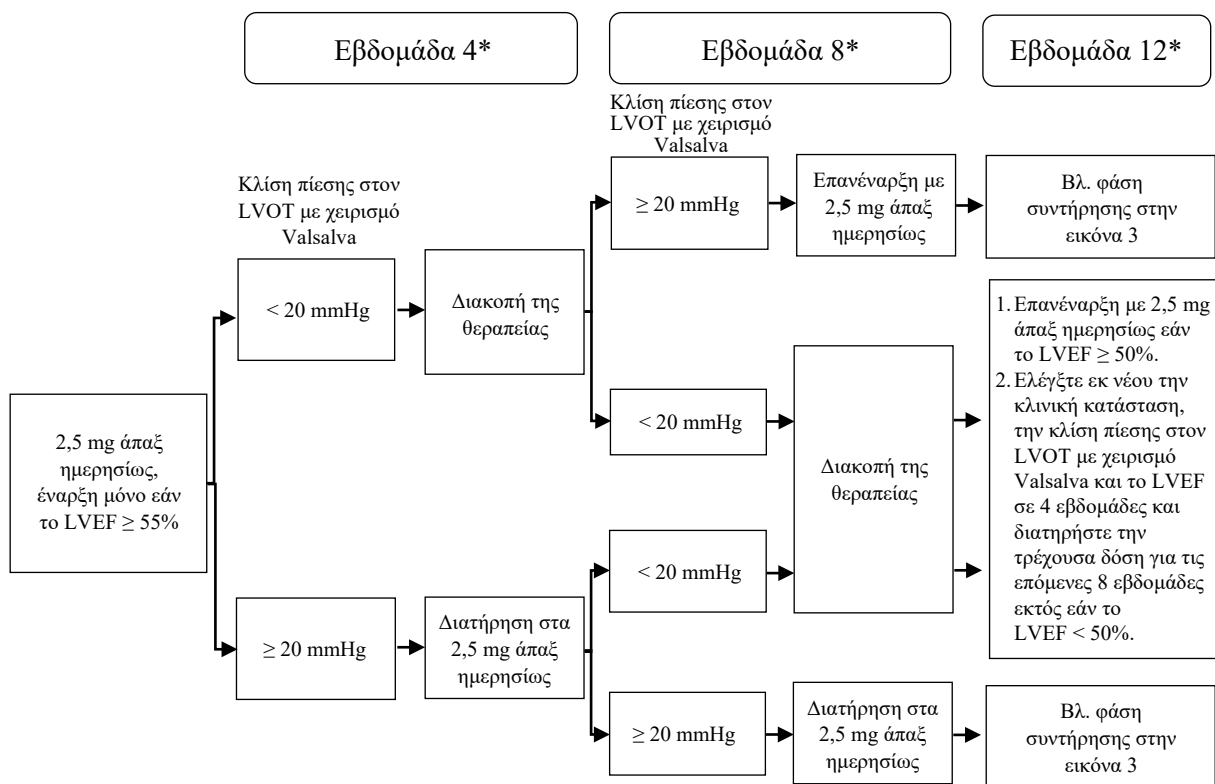 Εβδομάδα 4*
Εβδομάδα 8*
Εβδομάδα 12*
Κλίση πίεσης στον
LVOT με χειρισμό
Valsalva
≥ 20 mmHg
Επανέναρξη με
2,5 mg άπαξ
ημερησίως
Βλ. φάση
συντήρησης στην
εικόνα 3
Κλίση πίεσης στον
LVOT με χειρισμό
Valsalva
< 20 mmHg
Διακοπή της
θεραπείας
< 20 mmHg
Διακοπή της
θεραπείας
1. Επανέναρξη με 2,5 mg
άπαξ ημερησίως εάν
το LVEF ≥ 50%.
2. Ελέγξτε εκ νέου την
κλινική κατάσταση,
την κλίση πίεσης στον
LVOT με χειρισμό
Valsalva και το LVEF
σε 4 εβδομάδες και
διατηρήστε την
τρέχουσα δόση για τις
επόμενες 8 εβδομάδες
εκτός εάν το
LVEF < 50%.
2,5 mg άπαξ
ημερησίως,
έναρξη μόνο εάν
το LVEF ≥ 55%
< 20 mmHg
≥ 20 mmHg
Διατήρηση στα
2,5 mg άπαξ
ημερησίως
≥ 20 mmHg
Διατήρηση στα
2,5 mg άπαξ
ημερησίως
Βλ. φάση
συντήρησης στην
εικόνα 3